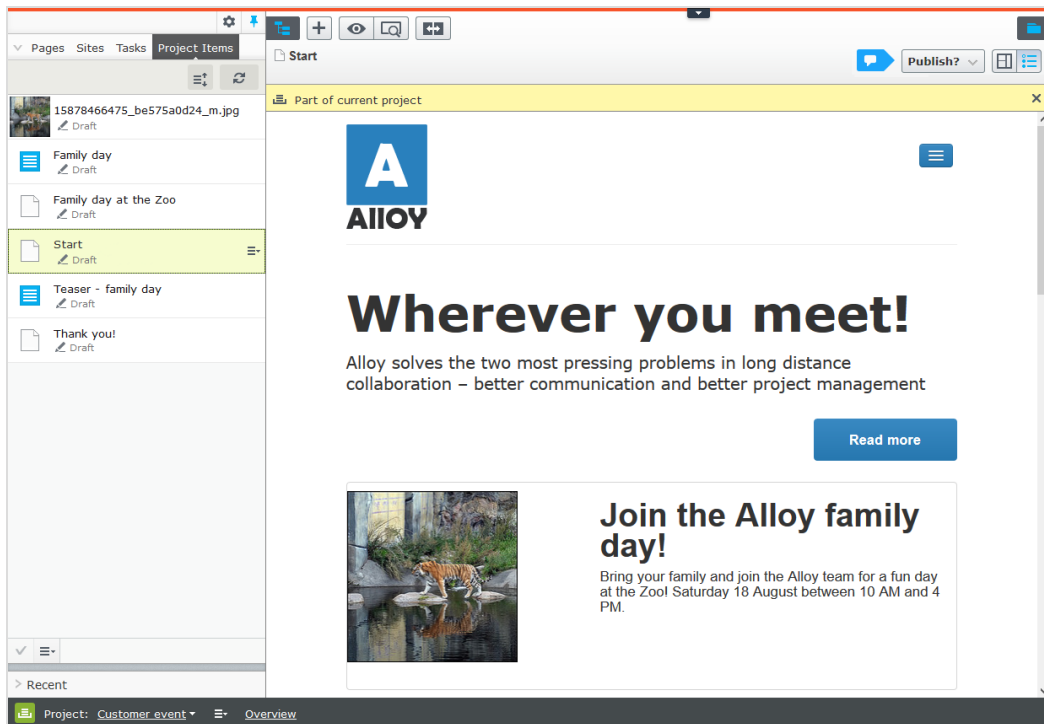 Pages Sites Tasks Project Items
15878466475_be575a0d24_m.jpg
Draft
Family day
Draft
Family day at the Zoo
Draft
Start
Draft
Teaser - family day
Draft
Thank you!
Draft
Recent
Start
Publish?
Part of current project
A
Alloy
Wherever you meet!
Alloy solves the two most pressing problems in long distance
collaboration – better communication and better project management
Read more
Join the Alloy family
day!
Bring your family and join the Alloy team for a fun day
at the Zoo! Saturday 18 August between 10 AM and 4
PM.
Project: Customer event Overview